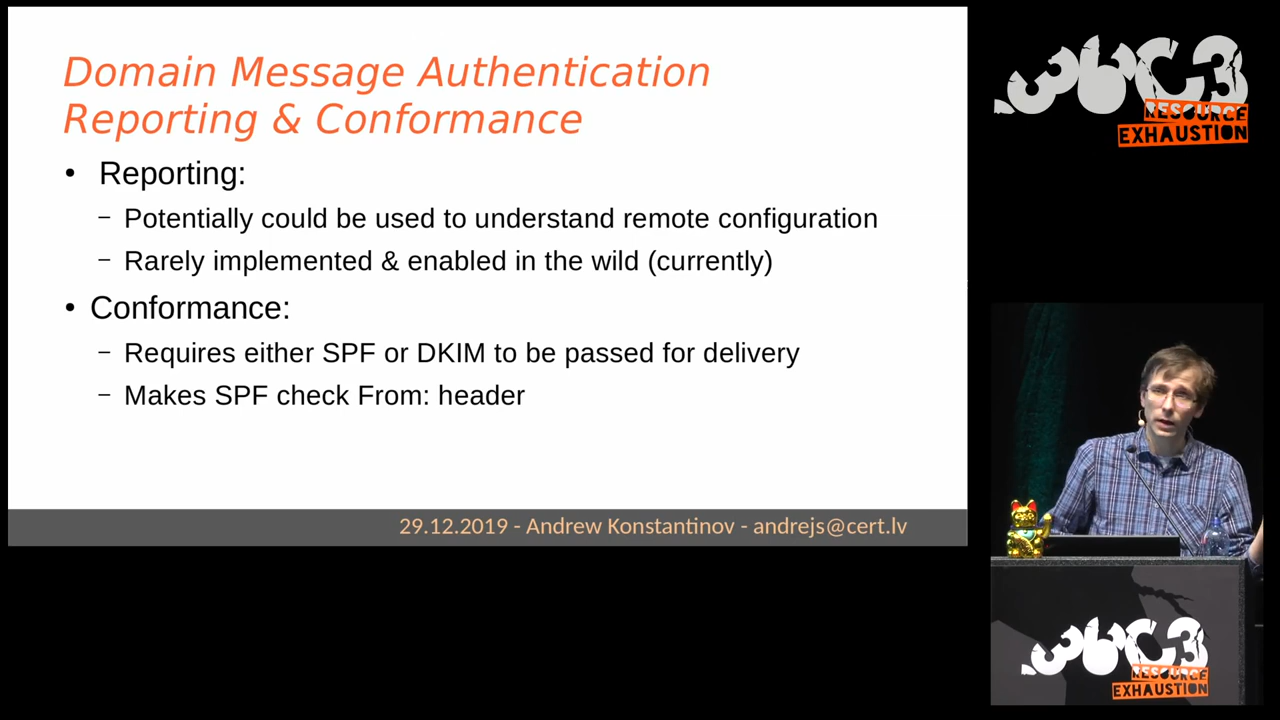 Domain Message Authentication
Reporting & Conformance
• Reporting:
– Potentially could be used to understand remote configuration
– Rarely implemented & enabled in the wild (currently)
• Conformance:
– Requires either SPF or DKIM to be passed for delivery
– Makes SPF check From: header
29.12.2019 - Andrew Konstantinov - andrejs@cert.lv
36C3
RESOURCE
EXHAUSTION
36C3
RESOURCE
EXHAUSTION